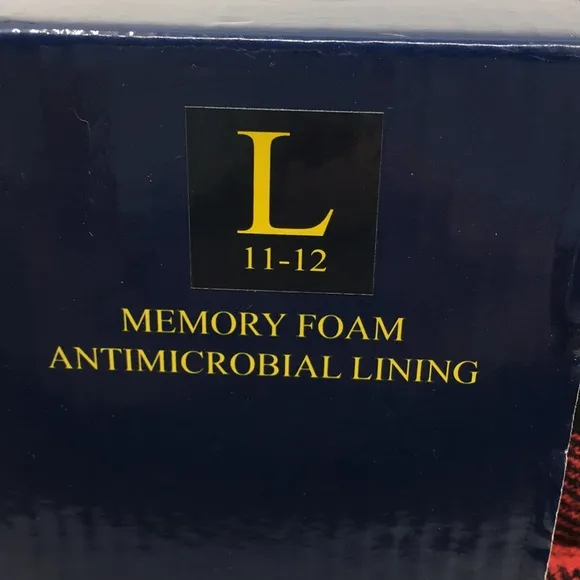 L
11-12
MEMORY FOAM
ANTIMICROBIAL LINING